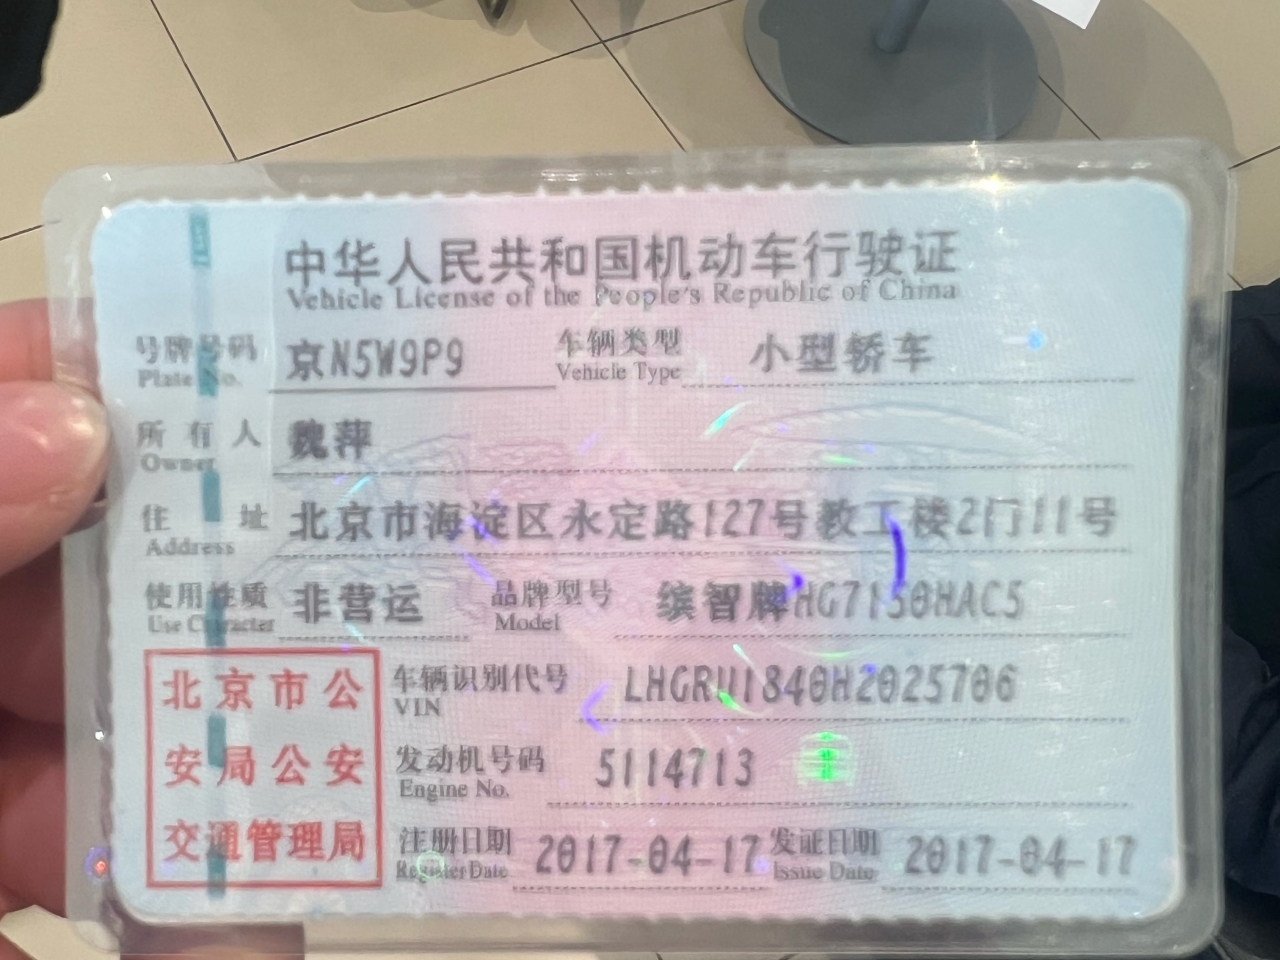 中华人民共和国机动车行驶证
Vehicle License of the People's Republic of China
号牌号码 京N5W9P9 车辆类型 小型轿车
Plate No. Vehicle Type
所有人 魏萍
Owner
住址 北京市海淀区永定路127号教工楼2门11号
Address
使用性质 非营运 品牌型号 缤智牌HG7150HAC5
Use Character Model
北京市公 车辆识别代号 LHGRU1840H2025706
VIN
安局公安 发动机号码 5114713
Engine No.
交通管理局 注册日期 2017-04-17 发证日期 2017-04-17
Register Date Issue Date